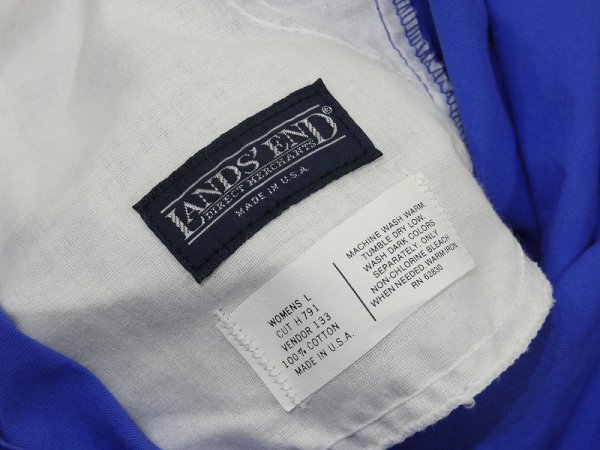 LANDS' END®
DIRECT MERCHANTS
MADE IN U.S.A.
WOMENS L
CUT H 791
VENDOR 133
100% COTTON
MADE IN U.S.A.
MACHINE WASH WARM
TUMBLE DRY LOW.
WASH DARK COLORS
SEPARATELY. ONLY
NON-CHLORINE BLEACH
WHEN NEEDED. WARM IRON
RN 62830